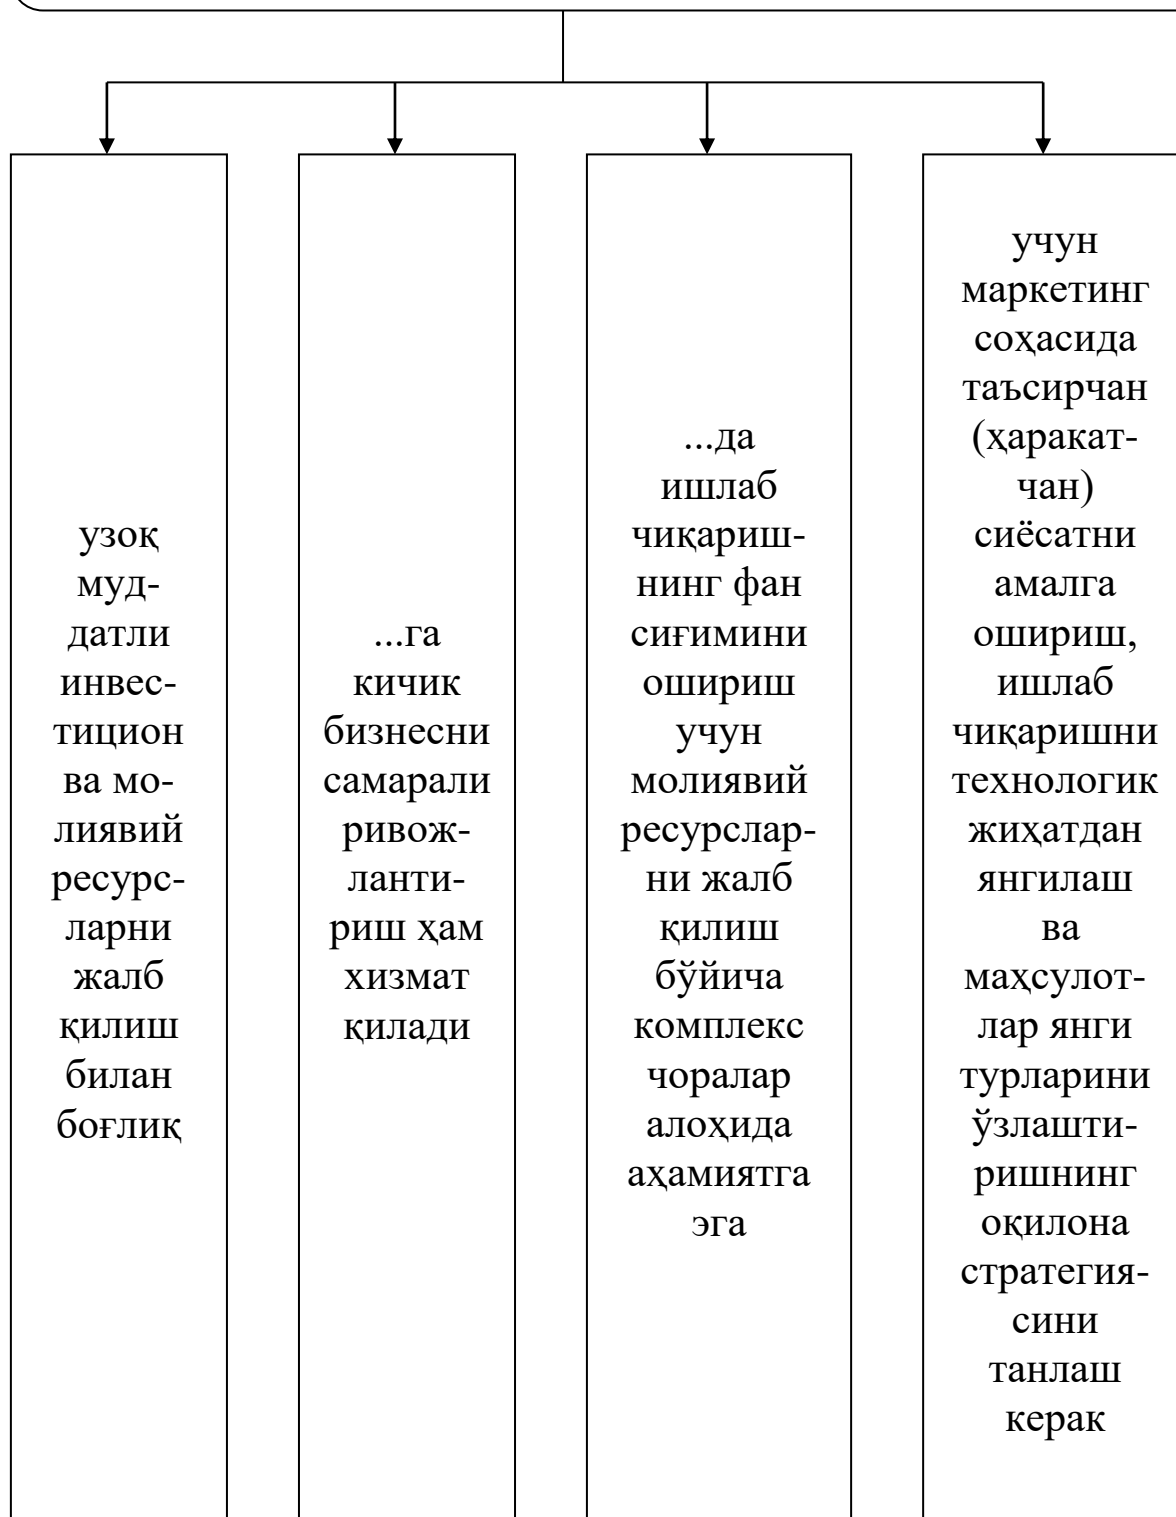 узоқ
муд-
датли
инвес-
тицион
ва мо-
лиявий
ресурс-
ларни
жалб
қилиш
билан
боғлиқ
...га
кичик
бизнесни
самарали
ривож-
ланти-
риш ҳам
хизмат
қилади
...да
ишлаб
чиқариш-
нинг фан
сиғимини
ошириш
учун
молиявий
ресурслар-
ни жалб
қилиш
бўйича
комплекс
чоралар
алоҳида
аҳамиятга
эга
учун
маркетинг
соҳасида
таъсирчан
(ҳаракат-
чан)
сиёсатни
амалга
ошириш,
ишлаб
чиқаришни
технологик
жиҳатдан
янгилаш
ва
маҳсулот-
лар янги
турларини
ўзлашти-
ришнинг
оқилона
стратегия-
сини
танлаш
керак